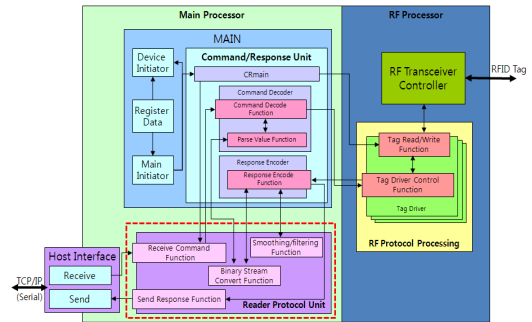 Main Processor
RF Processor
MAIN
Device
Initiator
Register
Data
Main
Initiator
Command/Response Unit
CRmain
Command Decoder
Command Decode
Function
Parse Value Function
Response Encoder
Response Encode
Function
RF Transceiver
Controller
RFID Tag
Tag Read/Write
Function
Tag Driver Control
Function
Tag Driver
RF Protocol Processing
Host Interface
Receive
Send
TCP/IP
(Serial)
Receive Command
Function
Smoothing/filtering
Function
Binary Stream
Convert Function
Send Response Function
Reader Protocol Unit